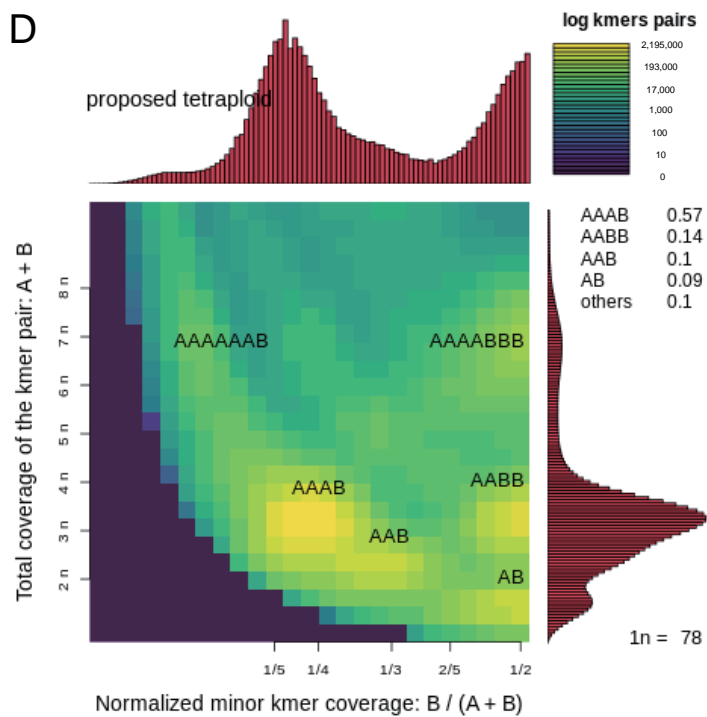 D
log kmers pairs
2,195,000
193,000
17,000
1,000
100
10
0
proposed tetraploid
AAAB 0.57
AABB 0.14
AAB 0.1
AB 0.09
others 0.1
Total coverage of the kmer pair: A + B
8 n
7 n
6 n
5 n
4 n
3 n
2 n
AAAAAAB
AAAABBB
AAAB
AABB
AAB
AB
1n = 78
1/5 1/4 1/3 2/5 1/2
Normalized minor kmer coverage: B / (A + B)